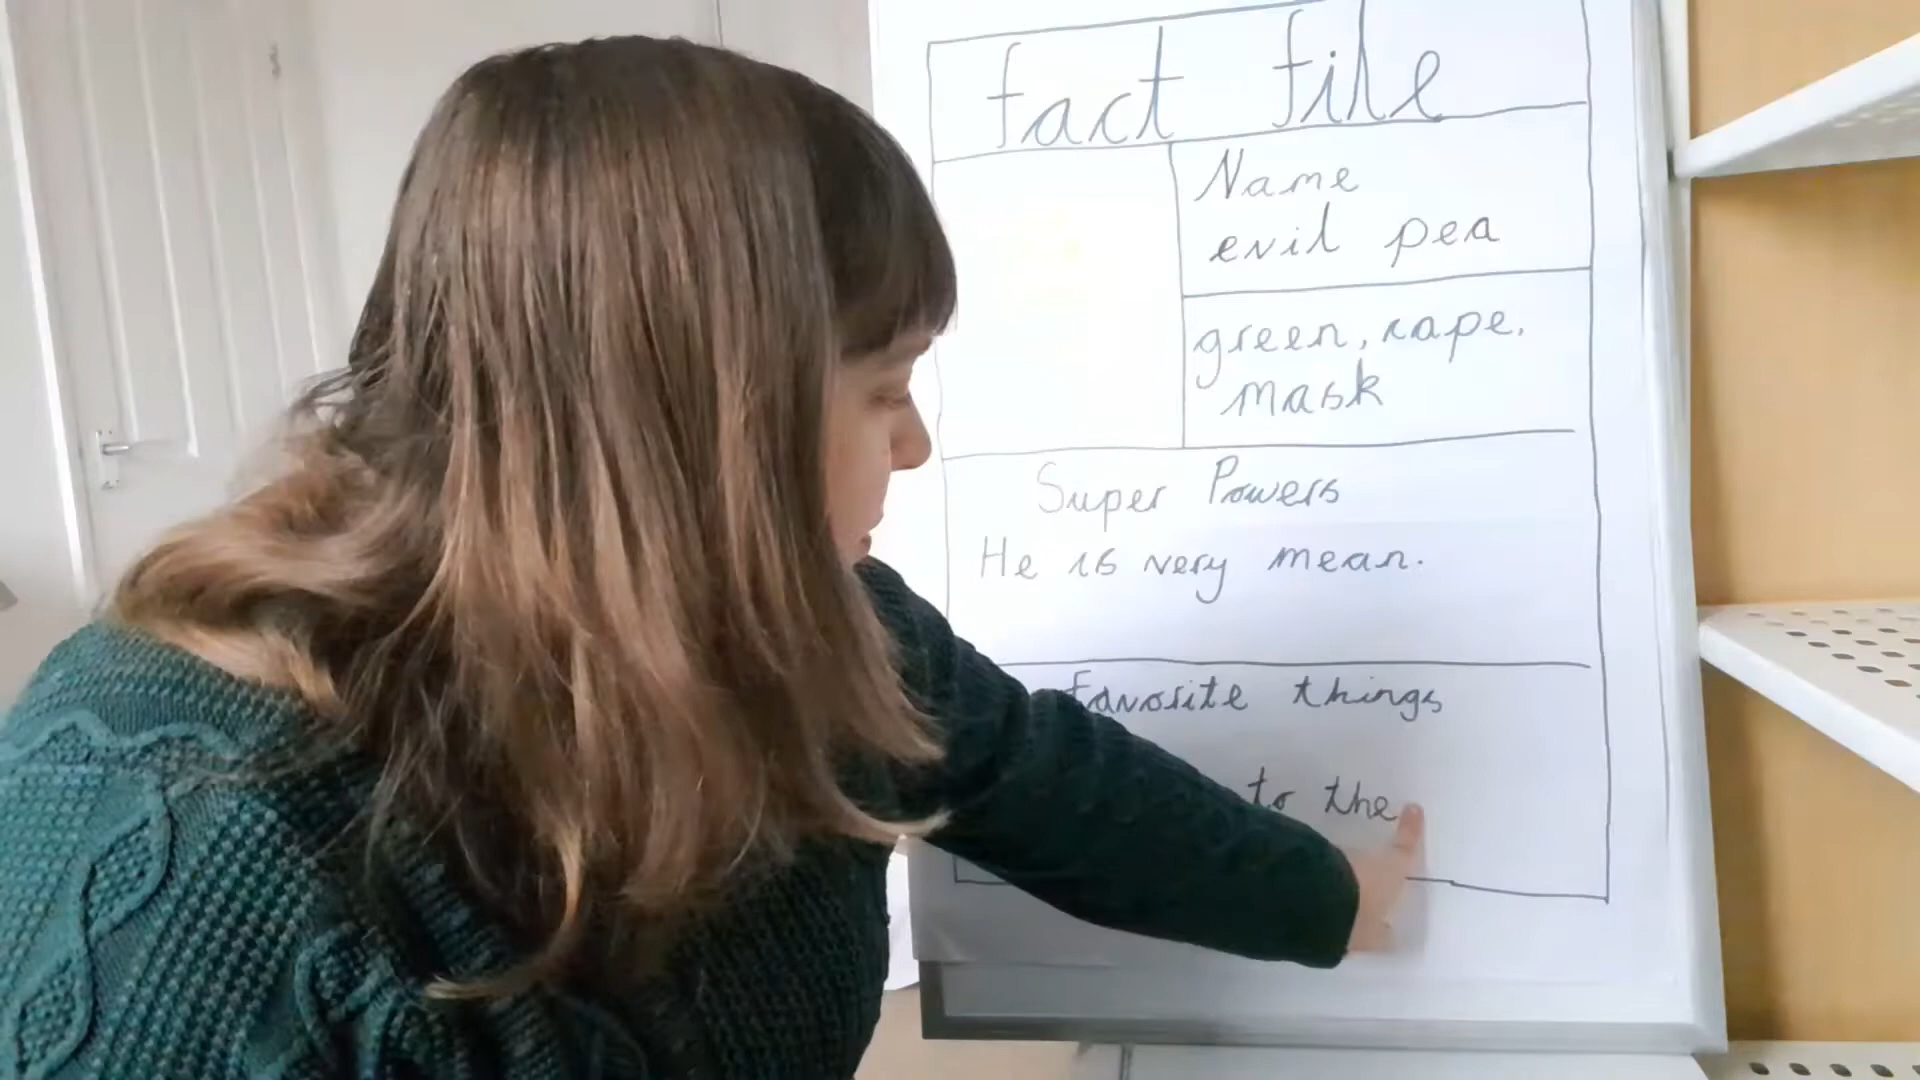 fact file
Name
evil pea
green, cape,
mask
Super Powers
He is very mean.
favorite things
to the